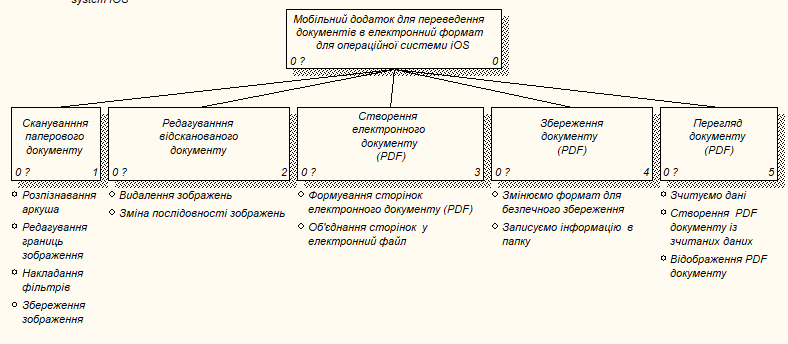 system iOS
Мобільний додаток для переведення
документів в електронний формат
для операційної системи iOS
0 ?
0
Сканування
паперового
документу
0 ?
1
Редагуванння
відсканованого
документу
0 ?
2
Створення
електронного
документу
(PDF)
0 ?
3
Збереження
документу
(PDF)
0 ?
4
Перегляд
документу
(PDF)
0 ?
5
Розпізнавання
аркуша
Редагування
границь
зображення
Накладання
фільтрів
Збереження
зображення
Видалення зображень
Зміна послідовності зображень
Формування сторінок
електронного документу (PDF)
Об'єднання сторінок у
електронний файл
Змінюємо формат для
безпечного збереження
Записуємо інформацію в
папку
Зчитуємо дані
Створення PDF
документу із
зчитаних даних
Відображення PDF
документу